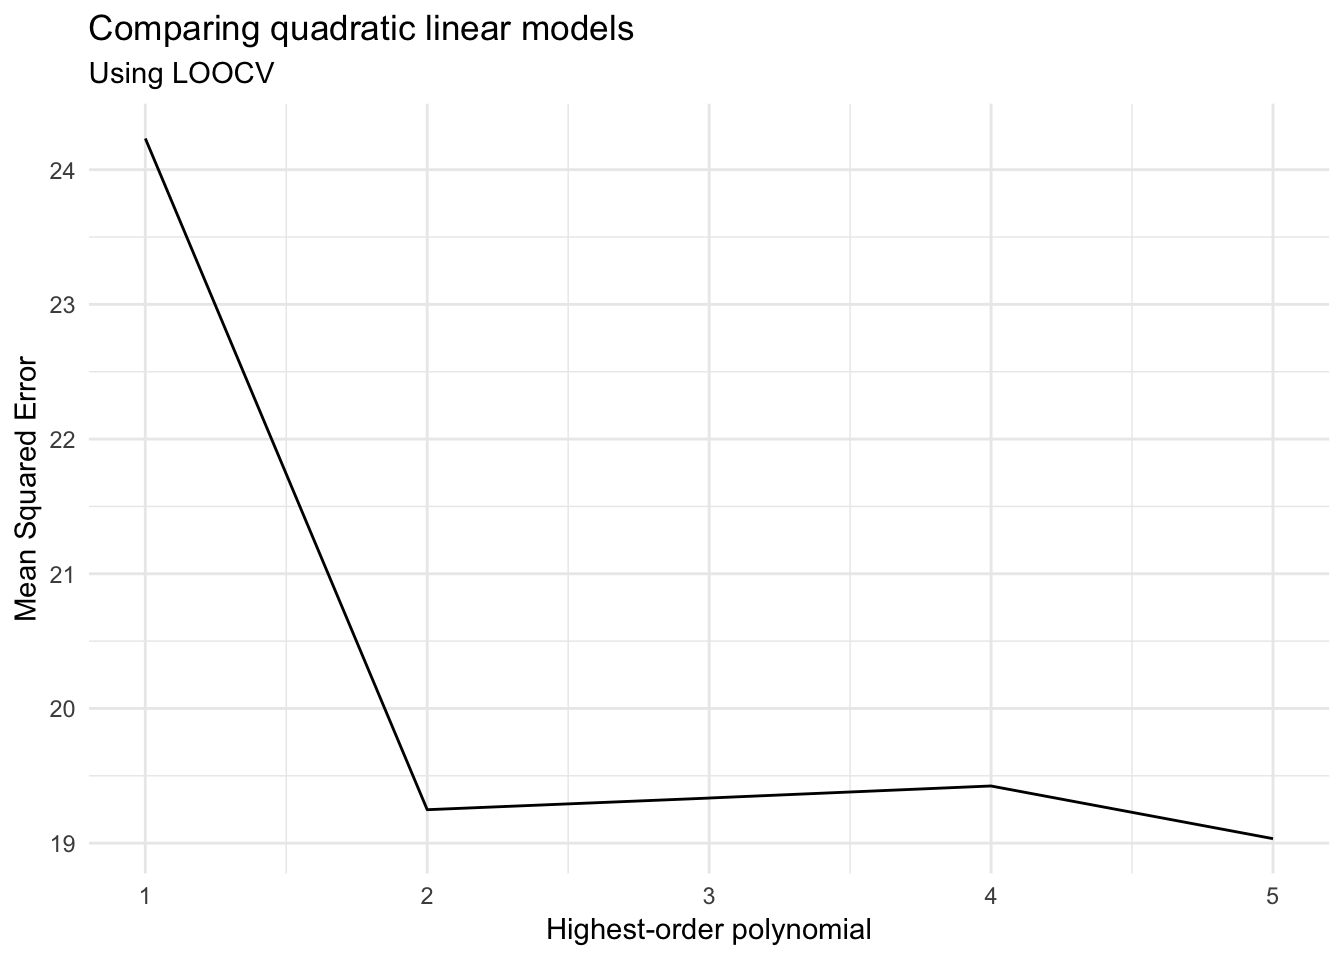 Comparing quadratic linear models
Using LOOCV
24
23
22
21
20
19
Mean Squared Error
1 2 3 4 5
Highest-order polynomial